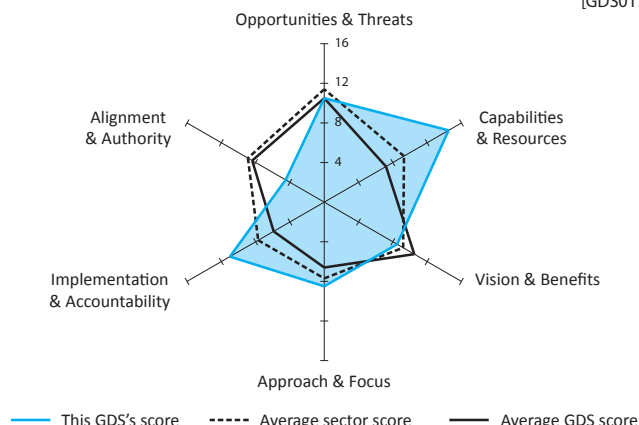 [GDS01
Opportunities & Threats
16
12
8
4
Alignment
& Authority
Capabilities
& Resources
Implementation
& Accountability
Vision & Benefits
Approach & Focus
This GDS's score
Average sector score
Average GDS score